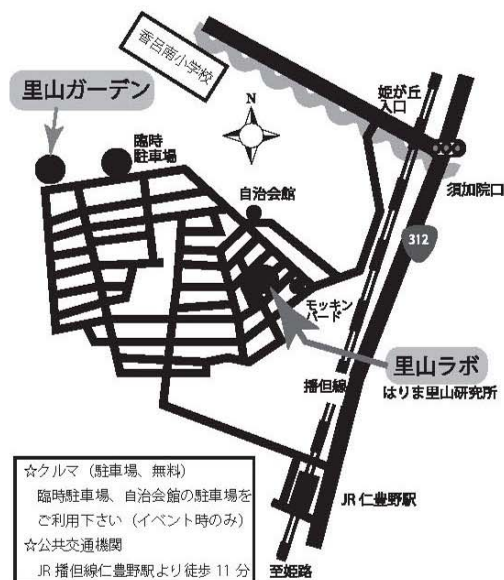 香呂南小学校
里山ガーデン
姫が丘
入口
N
臨時
駐車場
須加院口
自治会館
312
モッキン
バード
里山ラボ
播但線
はりま里山研究所
JR 仁豊野駅
至姫路
☆クルマ（駐車場、無料）
臨時駐車場、自治会館の駐車場を
ご利用下さい（イベント時のみ）
☆公共交通機関
JR 播但線仁豊野駅より徒歩 11 分